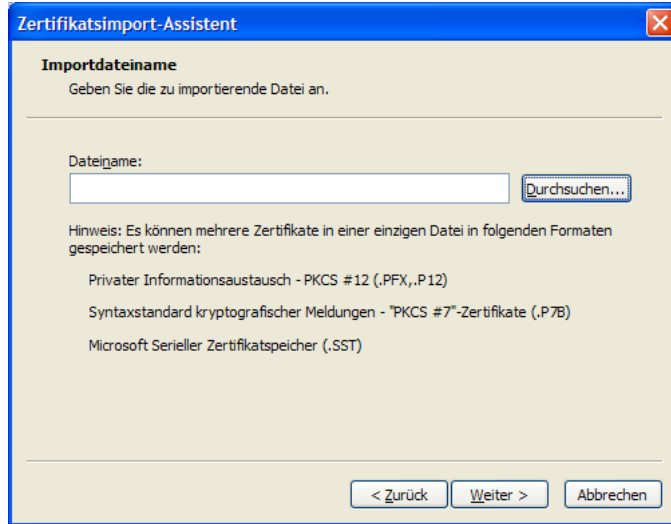 Zertifikatsimport-Assistent
Importdateiname
Geben Sie die zu importierende Datei an.
Dateiname:
Durchsuchen...
Hinweis: Es können mehrere Zertifikate in einer einzigen Datei in folgenden Formaten
gespeichert werden:
Privater Informationsaustausch - PKCS #12 (.PFX,.P12)
Syntaxstandard kryptografischer Meldungen - "PKCS #7"-Zertifikate (.P7B)
Microsoft Serieller Zertifikatspeicher (.SST)
< Zurück
Weiter >
Abbrechen